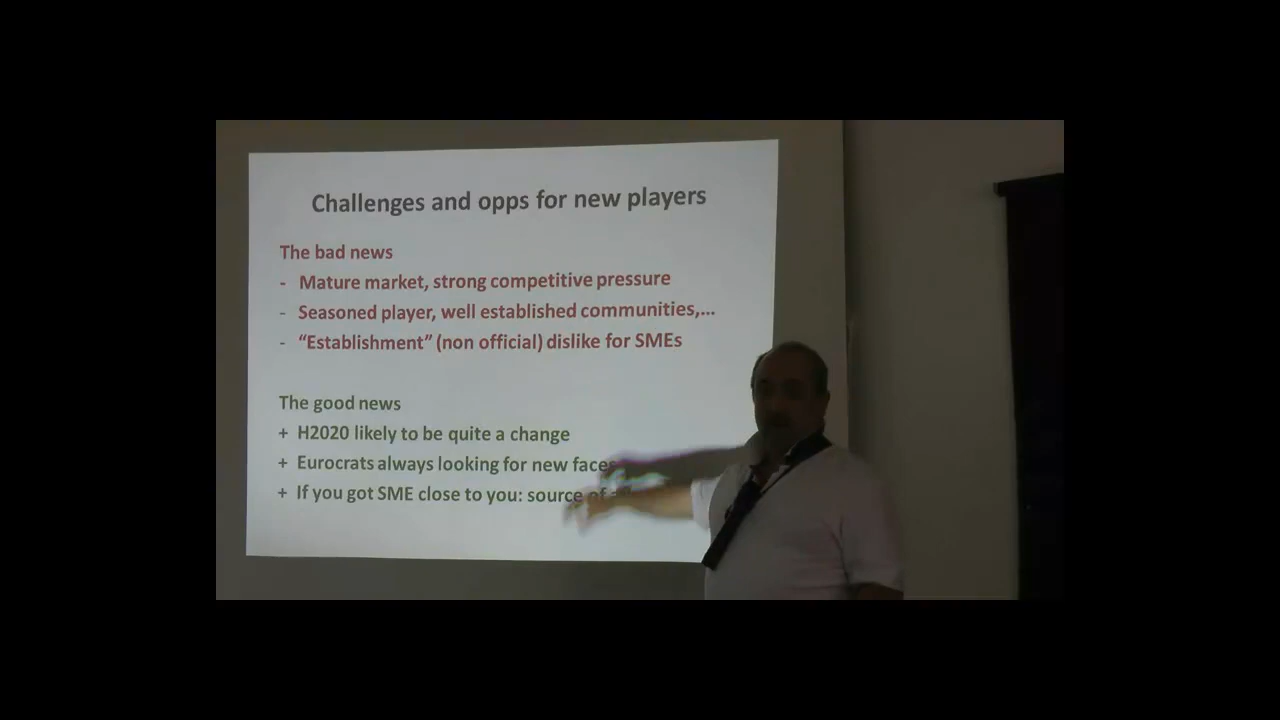 Challenges and opps for new players
The bad news
- Mature market, strong competitive pressure
- Seasoned player, well established communities,...
- “Establishment” (non official) dislike for SMEs
The good news
+ H2020 likely to be quite a change
+ Eurocrats always looking for new faces
+ If you got SME close to you: source of